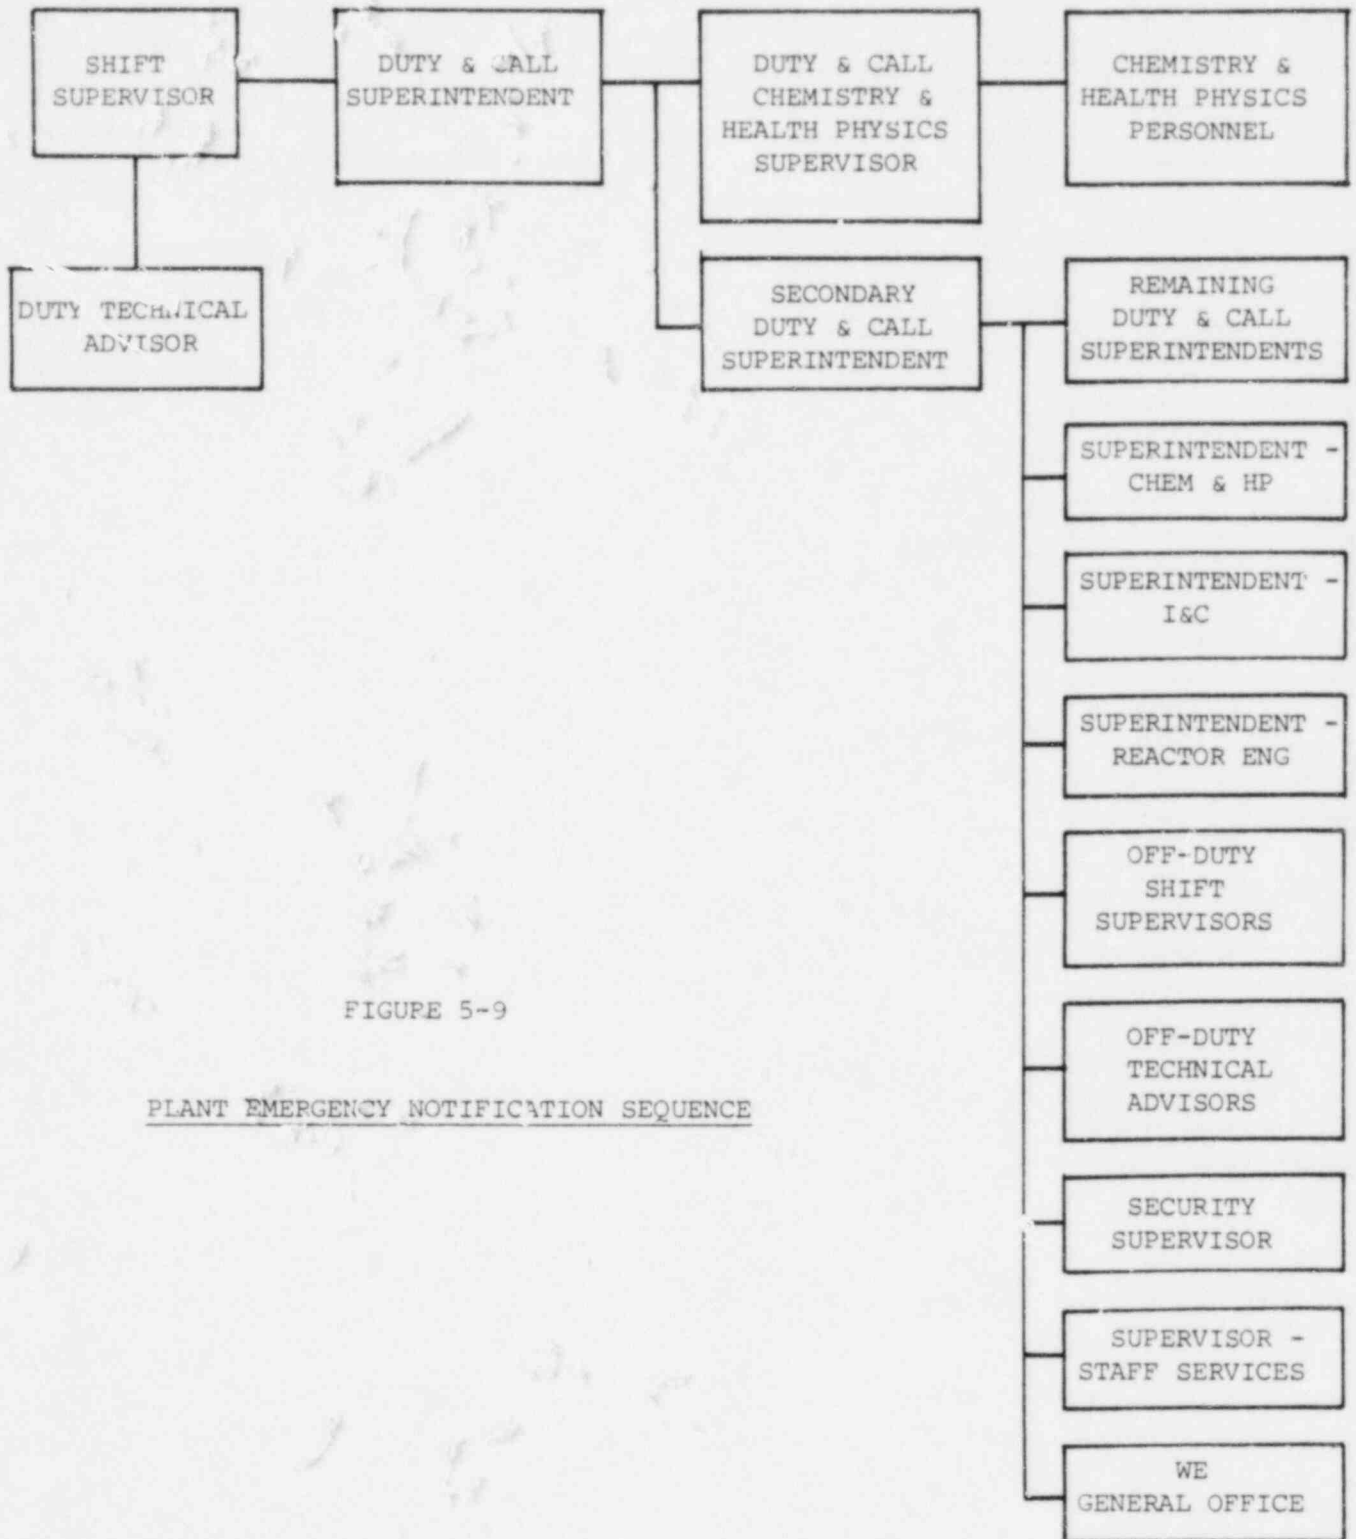 SHIFT
SUPERVISOR
DUTY & CALL
SUPERINTENDENT
DUTY & CALL
CHEMISTRY &
HEALTH PHYSICS
SUPERVISOR
CHEMISTRY &
HEALTH PHYSICS
PERSONNEL
DUTY TECHNICAL
ADVISOR
SECONDARY
DUTY & CALL
SUPERINTENDENT
REMAINING
DUTY & CALL
SUPERINTENDENTS
SUPERINTENDENT -
CHEM & HP
SUPERINTENDENT -
I&C
SUPERINTENDENT -
REACTOR ENG
OFF-DUTY
SHIFT
SUPERVISORS
OFF-DUTY
TECHNICAL
ADVISORS
SECURITY
SUPERVISOR
SUPERVISOR -
STAFF SERVICES
WE
GENERAL OFFICE
FIGURE 5-9
PLANT EMERGENCY NOTIFICATION SEQUENCE